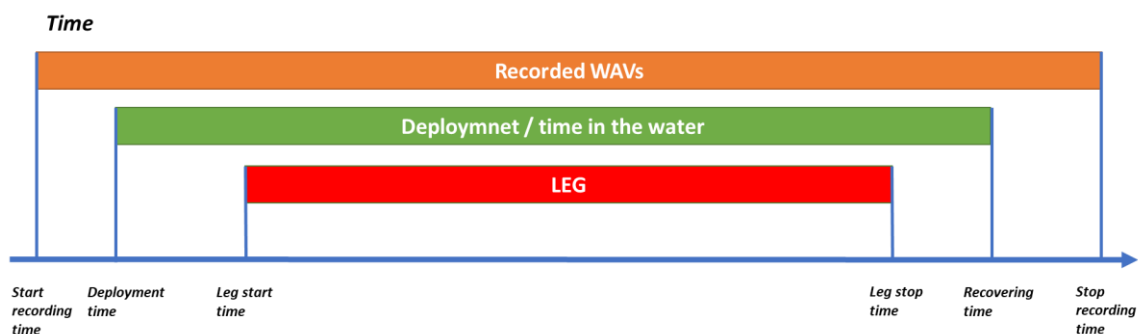 Time
Recorded WAVs
Deploymnet / time in the water
LEG
Start
recording
time
Deployment
time
Leg start
time
Leg stop
time
Recovering
time
Stop
recording
time